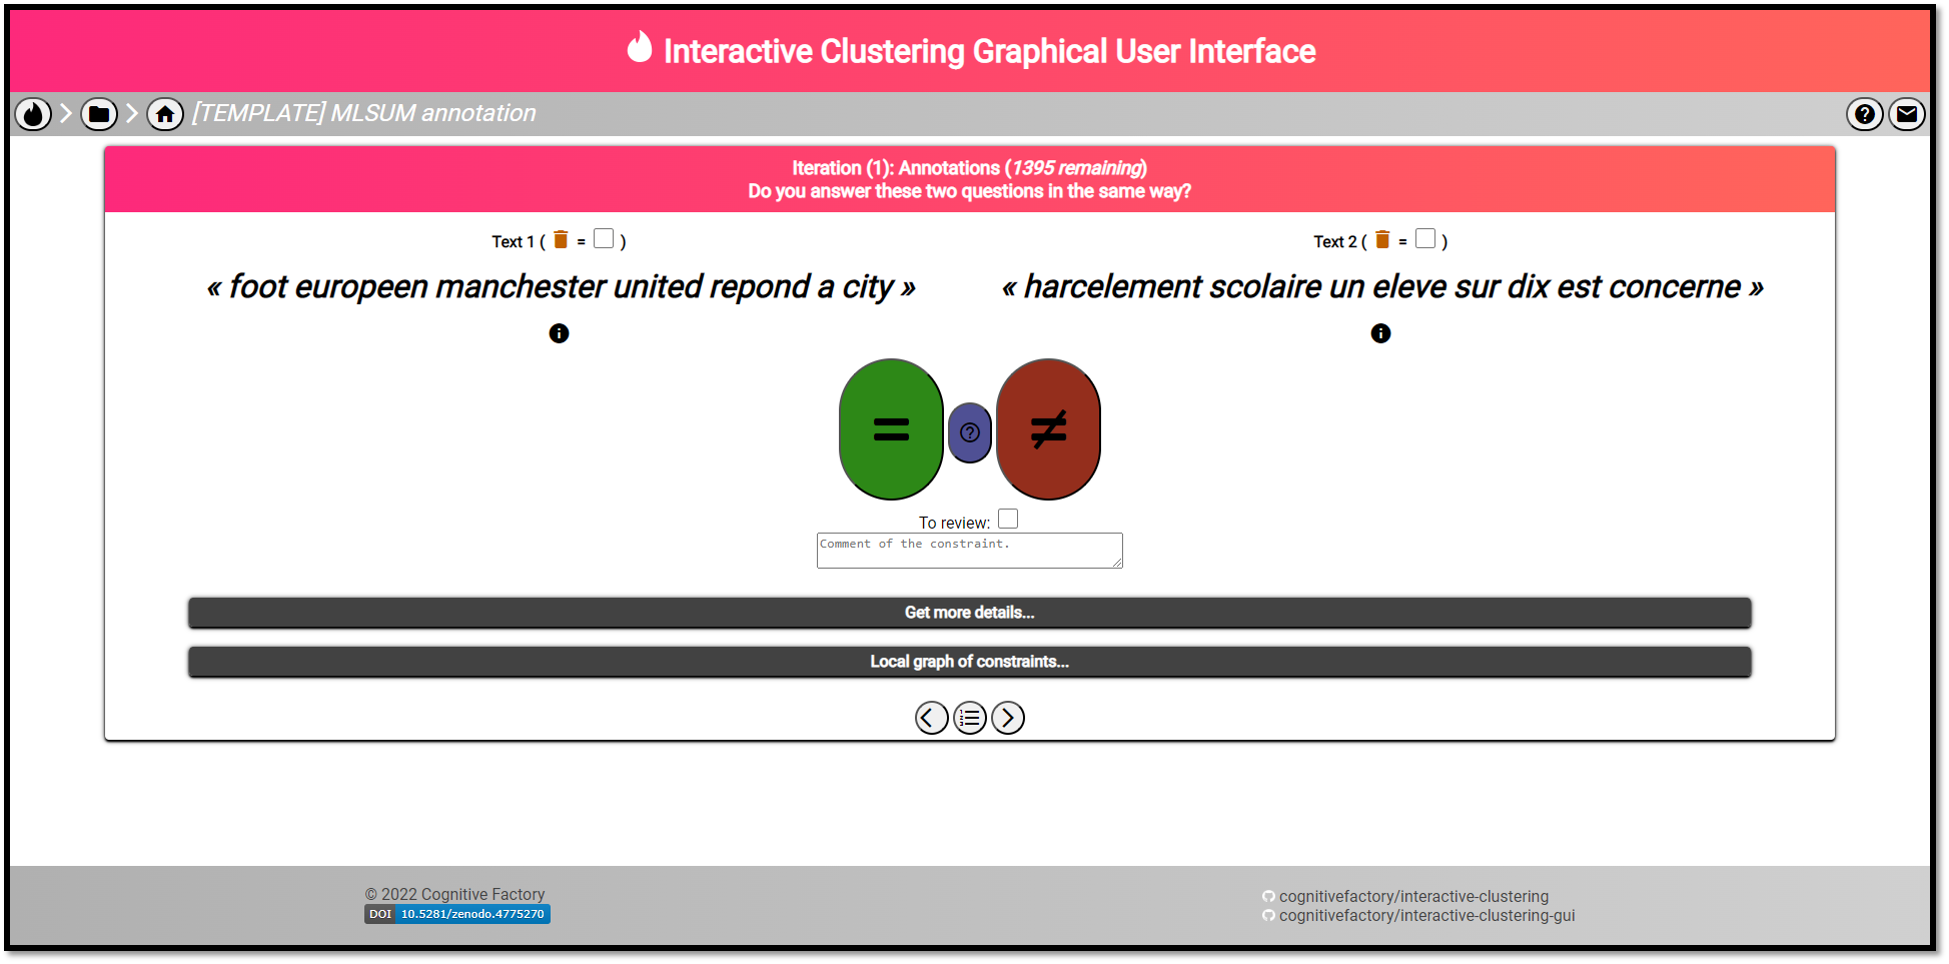 Interactive Clustering Graphical User Interface
[TEMPLATE] MLSUM annotation
Iteration (1): Annotations (1395 remaining)
Do you answer these two questions in the same way?
Text 1 ( = )
Text 2 ( = )
« foot europeen manchester united repond a city »
« harcelement scolaire un eleve sur dix est concerne »
=
≠
To review:
Comment of the constraint.
Get more details...
Local graph of constraints...
© 2022 Cognitive Factory
DOI 10.5281/zenodo.4775270
cognitivefactory/interactive-clustering
cognitivefactory/interactive-clustering-gui